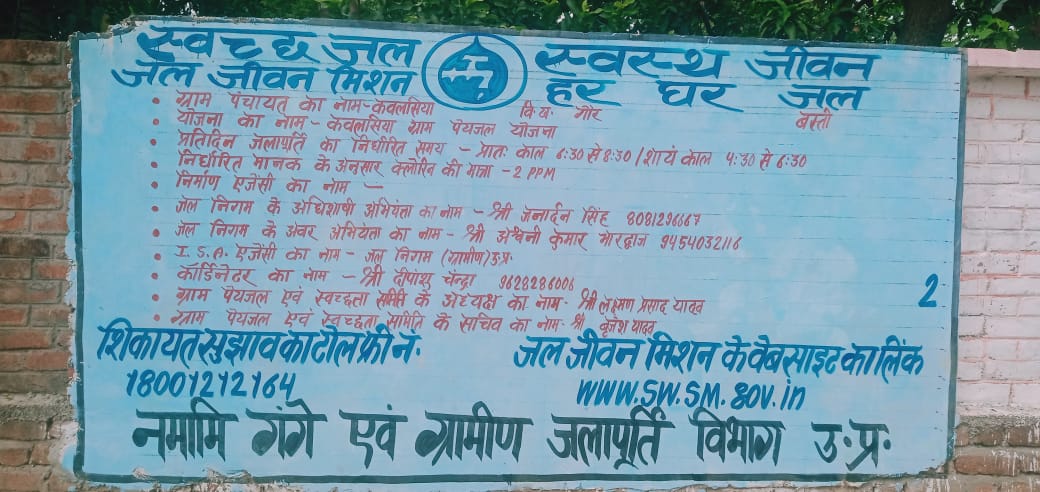 स्वच्छ जल स्वस्थ जीवन
जल जीवन मिशन हर घर जल
• ग्राम पंचायत का नाम-केवलसिया वि.ख: गौर बस्ती
• योजना का नाम - केवलसिया ग्राम पेयजल योजना
• प्रतिदिन जलापूर्ति का निर्धारित समय - प्रातः काल 6:30 से 8:30 / शायं काल 4:30 से 6:30
• निर्धारित मानक के अनुसार क्लोरिन की मात्रा - 2 PPM
• निर्माण एजेंसी का नाम -
• जल निगम के अधिशाषी अभियंता का नाम - श्री जनार्दन सिंह 8081296667
• जल निगम के अवर अभियंता का नाम - श्री अश्वनी कुमार भारद्वाज 9454032116
• I.S.A. एजेंसी का नाम - जल निगम (ग्रामीण) उ.प्र.
• कॉर्डिनेटर का नाम - श्री दीपांशु चन्द्रा 9628286006
• ग्राम पेयजल एवं स्वच्छता समिति के अध्यक्ष का नाम- श्री लक्ष्मण प्रसाद यादव
2
• ग्राम पेयजल एवं स्वच्छता समिति के सचिव का नाम- श्री बृजेश यादव
शिकायत सुझाव का टोल फ्री नं. जल जीवन मिशन के वेबसाइट का लिंक
18001212164 www.sw.sm.gov.in
नमामि गंगे एवं ग्रामीण जलापूर्ति विभाग उ.प्र.